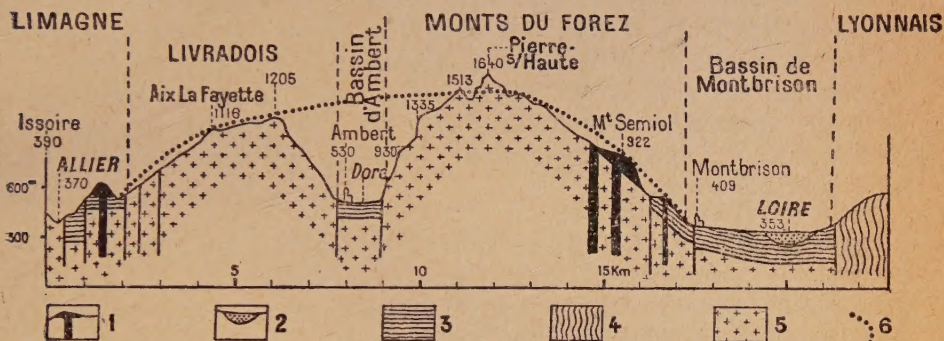 LIMAGNE
LIVRADOIS
Bassin d'Ambert
MONTS DU FOREZ
LYONNAIS
Pierre-s/Haute
1640
Bassin de
Montbrison
1205
1513
Aix La Fayette
1116
1335
Mt Semiol
922
Issoire
390
ALLIER
370
Ambert
530
930
Dore
Montbrison
409
LOIRE
353
600m
300
5
10
15Km
1
2
3
4
5
6